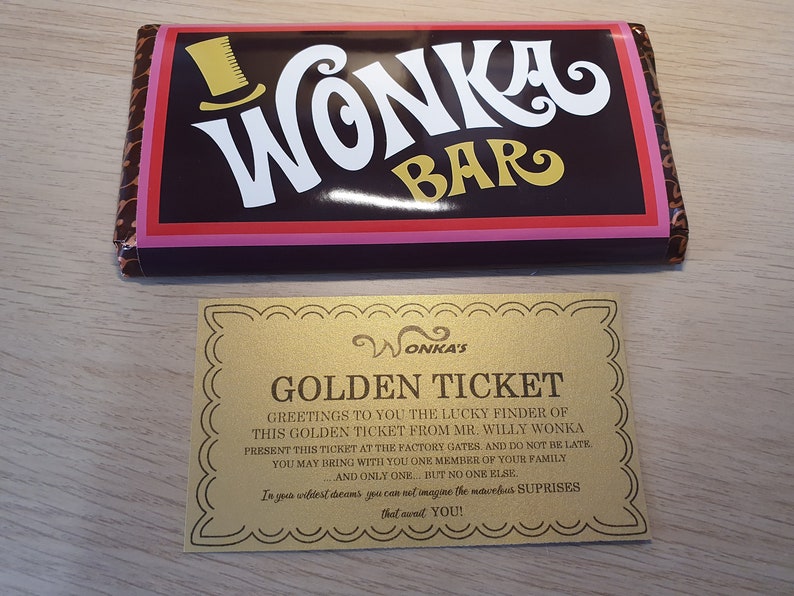 WONKA
BAR
WONKA'S
GOLDEN TICKET
GREETINGS TO YOU THE LUCKY FINDER OF
THIS GOLDEN TICKET FROM MR. WILLY WONKA
PRESENT THIS TICKET AT THE FACTORY GATES. AND DO NOT BE LATE.
YOU MAY BRING WITH YOU ONE MEMBER OF YOUR FAMILY
....AND ONLY ONE... BUT NO ONE ELSE.
In your wildest dreams you can not imagine the marvelous SUPRISES
that await YOU!